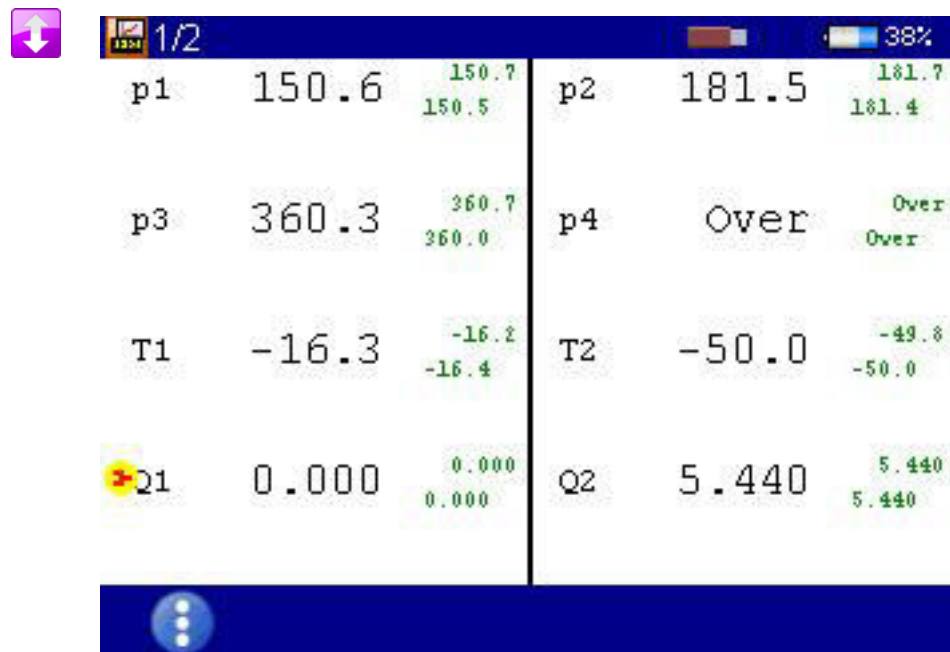 1/2 38%
p1 150.6 150.7 150.5 p2 181.5 181.7 181.4
p3 360.3 360.7 360.0 p4 Over Over Over
T1 -16.3 -16.2 -16.4 T2 -50.0 -49.8 -50.0
Q1 0.000 0.000 0.000 Q2 5.440 5.440 5.440